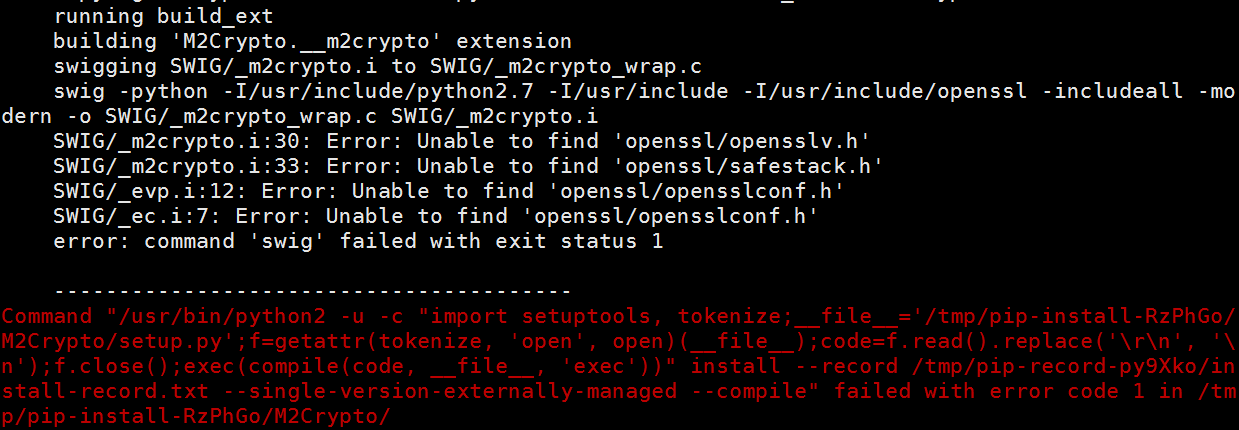 running build_ext
building 'M2Crypto.__m2crypto' extension
swigging SWIG/_m2crypto.i to SWIG/_m2crypto_wrap.c
swig -python -I/usr/include/python2.7 -I/usr/include -I/usr/include/openssl -includeall -mo
dern -o SWIG/_m2crypto_wrap.c SWIG/_m2crypto.i
SWIG/_m2crypto.i:30: Error: Unable to find 'openssl/opensslv.h'
SWIG/_m2crypto.i:33: Error: Unable to find 'openssl/safestack.h'
SWIG/_evp.i:12: Error: Unable to find 'openssl/opensslconf.h'
SWIG/_ec.i:7: Error: Unable to find 'openssl/opensslconf.h'
error: command 'swig' failed with exit status 1
----------------------------------------
Command "/usr/bin/python2 -u -c "import setuptools, tokenize;__file__='/tmp/pip-install-RzPhGo/
M2Crypto/setup.py';f=getattr(tokenize, 'open', open)(__file__);code=f.read().replace('\r\n', '\
n');f.close();exec(compile(code, __file__, 'exec'))" install --record /tmp/pip-record-py9Xko/in
stall-record.txt --single-version-externally-managed --compile" failed with error code 1 in /tm
p/pip-install-RzPhGo/M2Crypto/